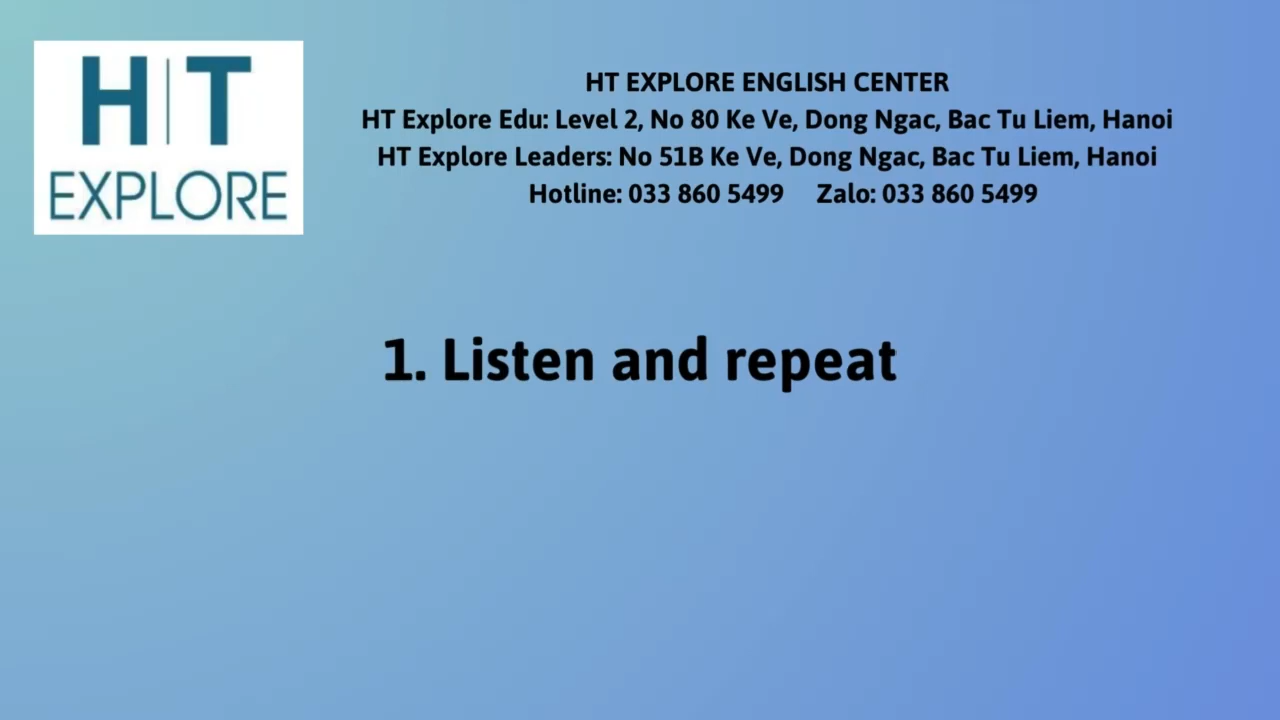 H|T
EXPLORE
HT EXPLORE ENGLISH CENTER
HT Explore Edu: Level 2, No 80 Ke Ve, Dong Ngac, Bac Tu Liem, Hanoi
HT Explore Leaders: No 51B Ke Ve, Dong Ngac, Bac Tu Liem, Hanoi
Hotline: 033 860 5499 Zalo: 033 860 5499
1. Listen and repeat